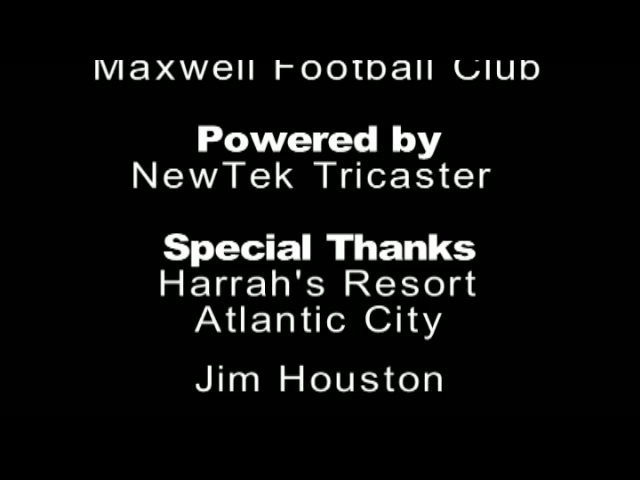 Maxwell Football Club
Powered by
NewTek Tricaster
Special Thanks
Harrah's Resort
Atlantic City
Jim Houston